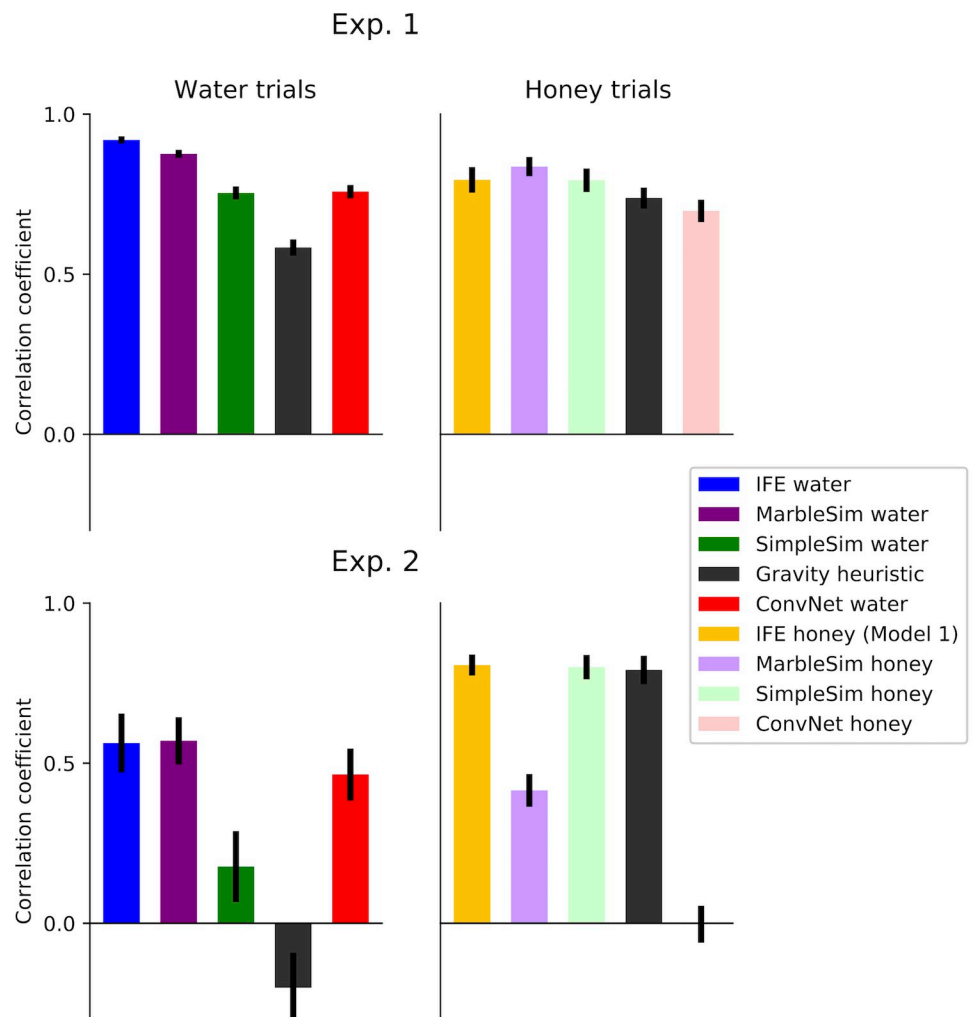 Exp. 1
Water trials
Honey trials
Correlation coefficient
1.0
0.5
0.0
IFE water
MarbleSim water
SimpleSim water
Gravity heuristic
ConvNet water
IFE honey (Model 1)
MarbleSim honey
SimpleSim honey
ConvNet honey
Exp. 2
Correlation coefficient
1.0
0.5
0.0